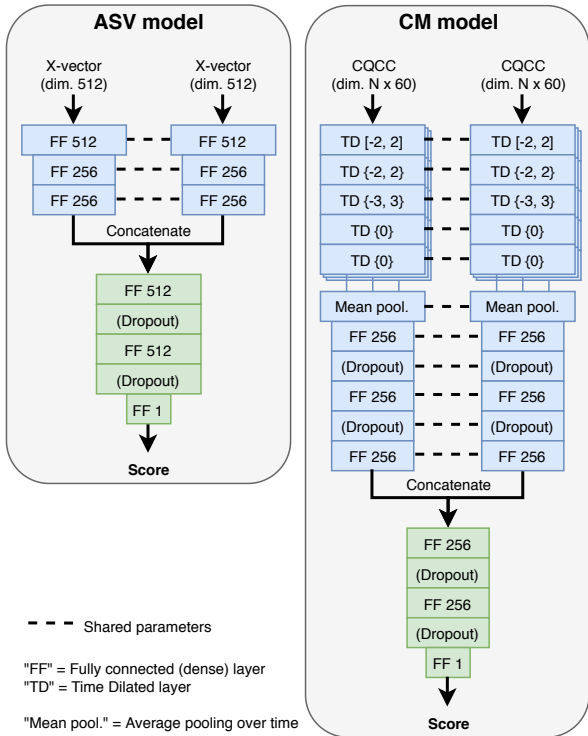 ASV model
X-vector
(dim. 512)
X-vector
(dim. 512)
FF 512
FF 512
FF 256
FF 256
FF 256
FF 256
Concatenate
FF 512
(Dropout)
FF 512
(Dropout)
FF 1
Score
CM model
CQCC
(dim. N x 60)
CQCC
(dim. N x 60)
TD [-2, 2]
TD [-2, 2]
TD {-2, 2}
TD {-2, 2}
TD {-3, 3}
TD {-3, 3}
TD {0}
TD {0}
TD {0}
TD {0}
Mean pool.
Mean pool.
FF 256
FF 256
(Dropout)
(Dropout)
FF 256
FF 256
(Dropout)
(Dropout)
FF 256
FF 256
Concatenate
FF 256
(Dropout)
FF 256
(Dropout)
FF 1
Score
Shared parameters
"FF" = Fully connected (dense) layer
"TD" = Time Dilated layer
"Mean pool." = Average pooling over time